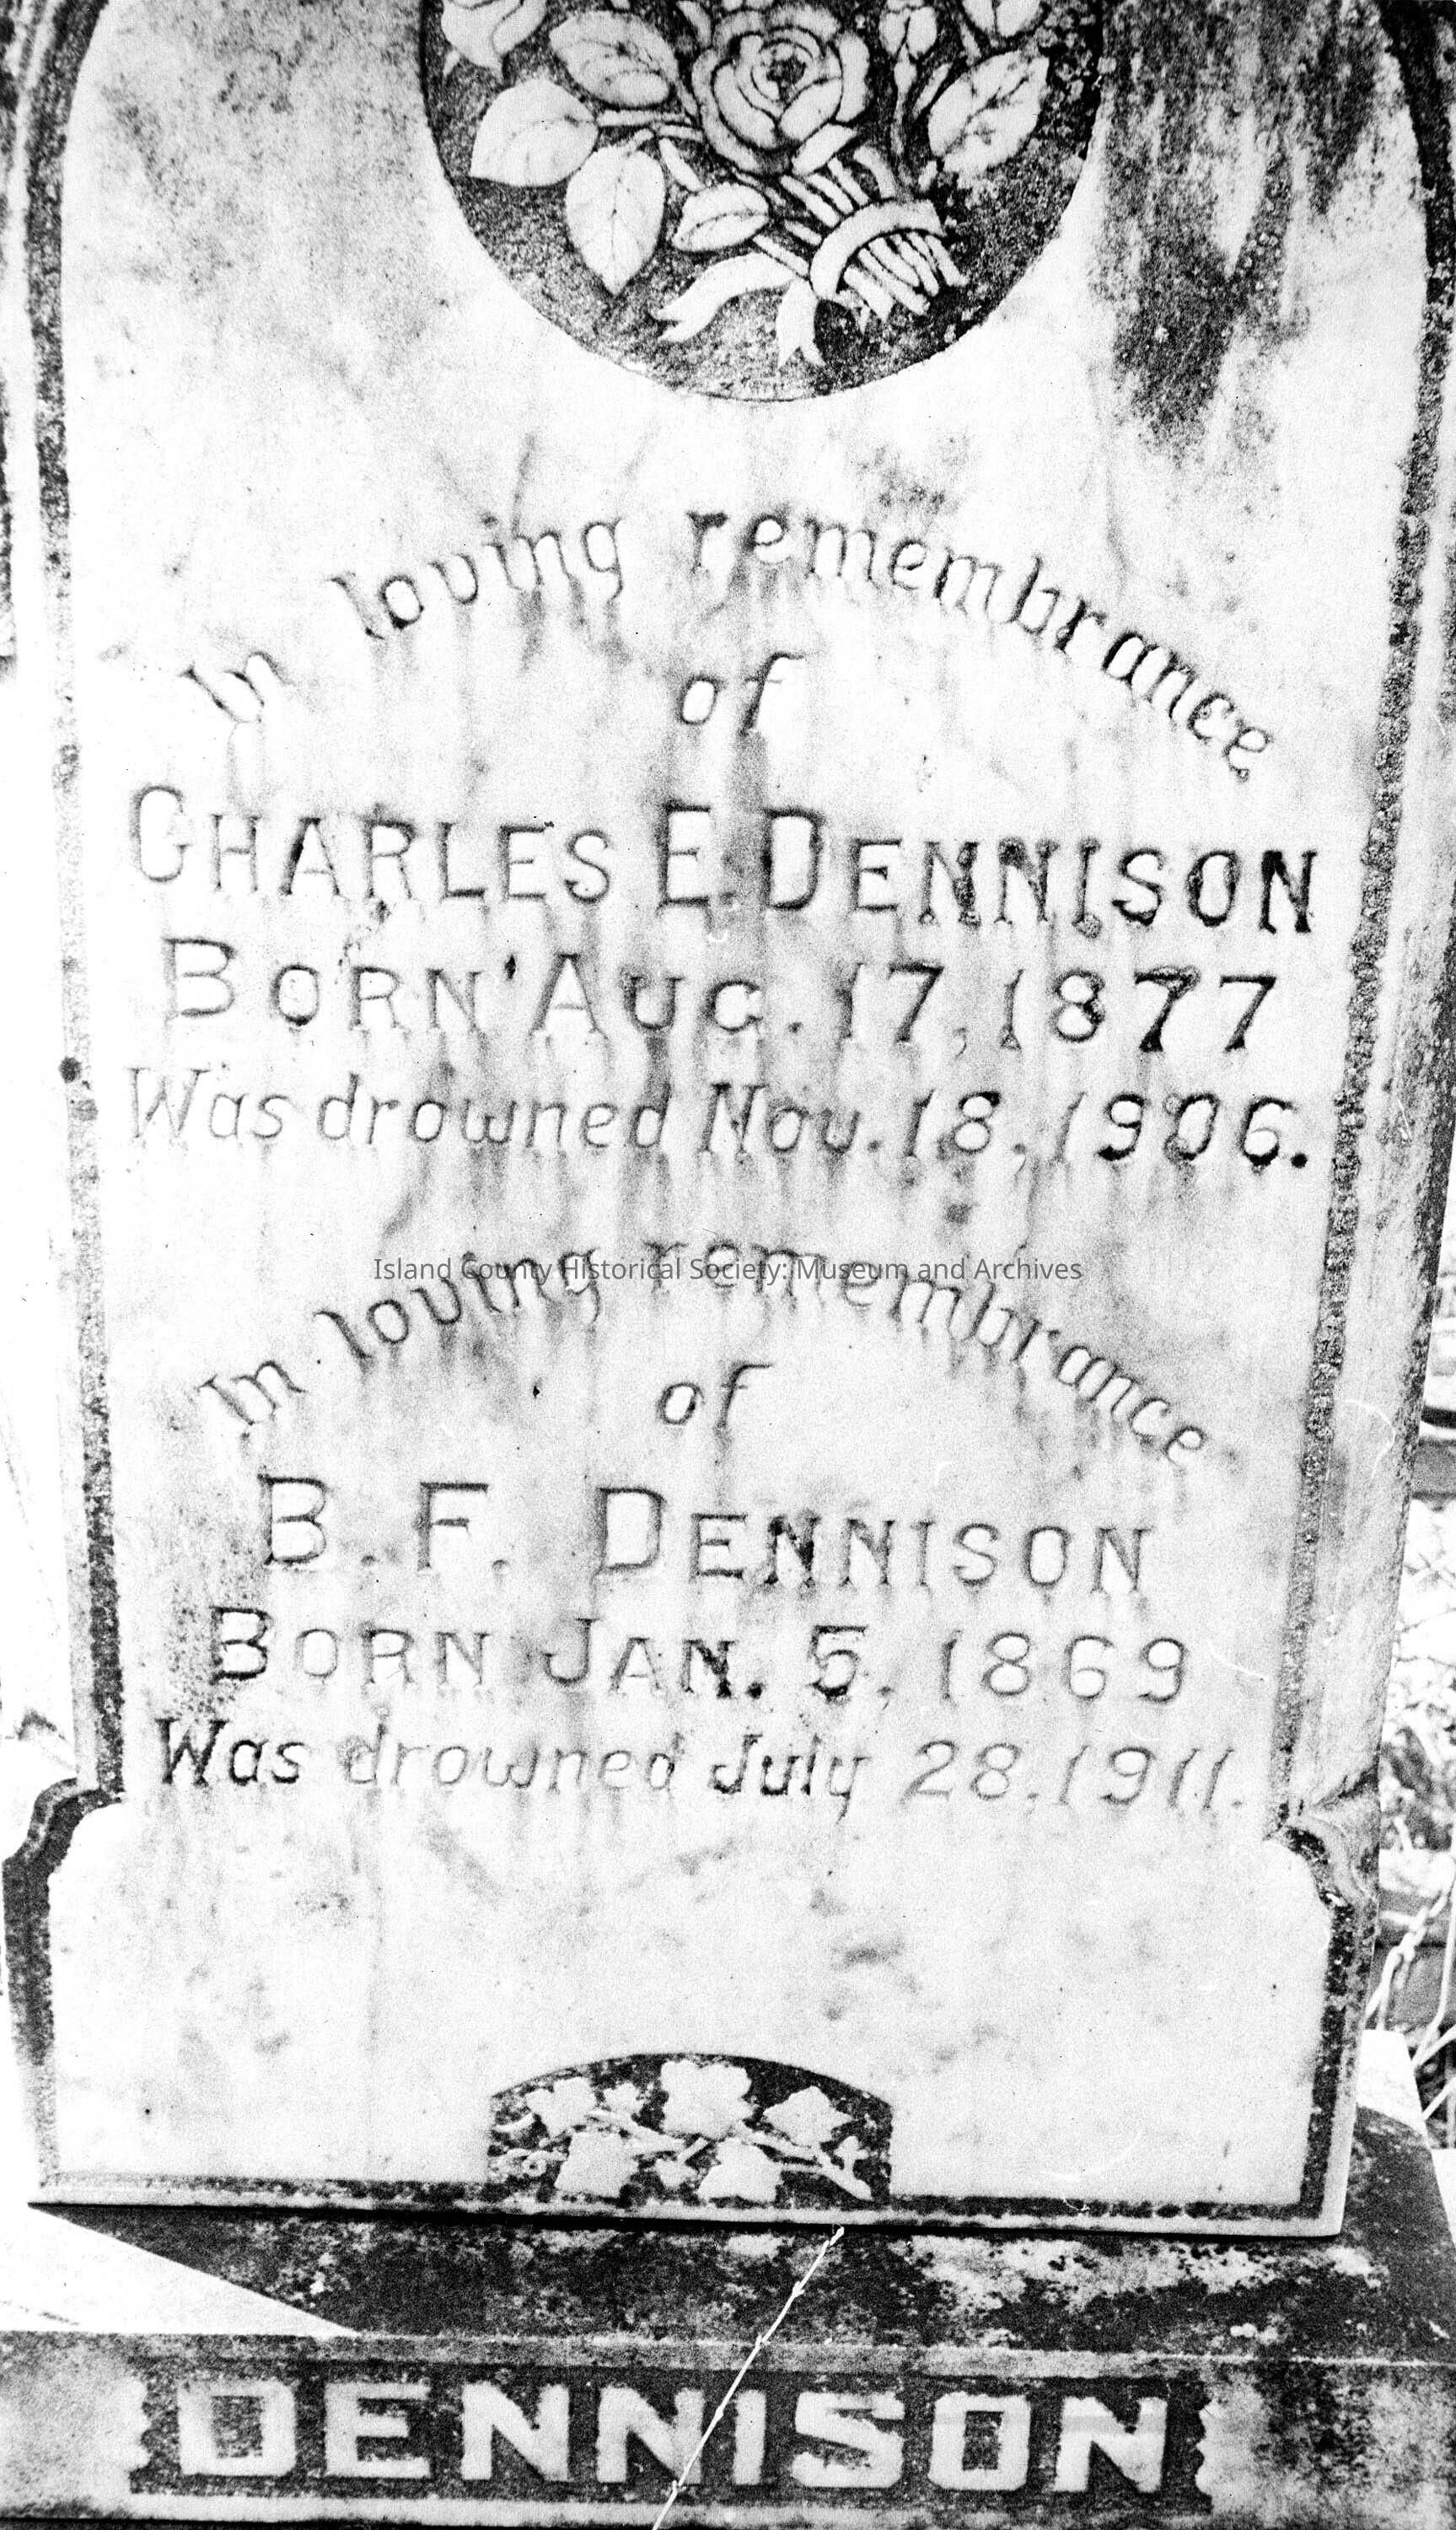 In loving remembrance
of
CHARLES E. DENNISON
BORN AUG. 17, 1877
Was drowned Nov. 18, 1906.
Island County Historical Society: Museum and Archives
In loving remembrance
of
B. F. DENNISON
BORN JAN. 5, 1869
Was drowned July 28, 1911.
DENNISON